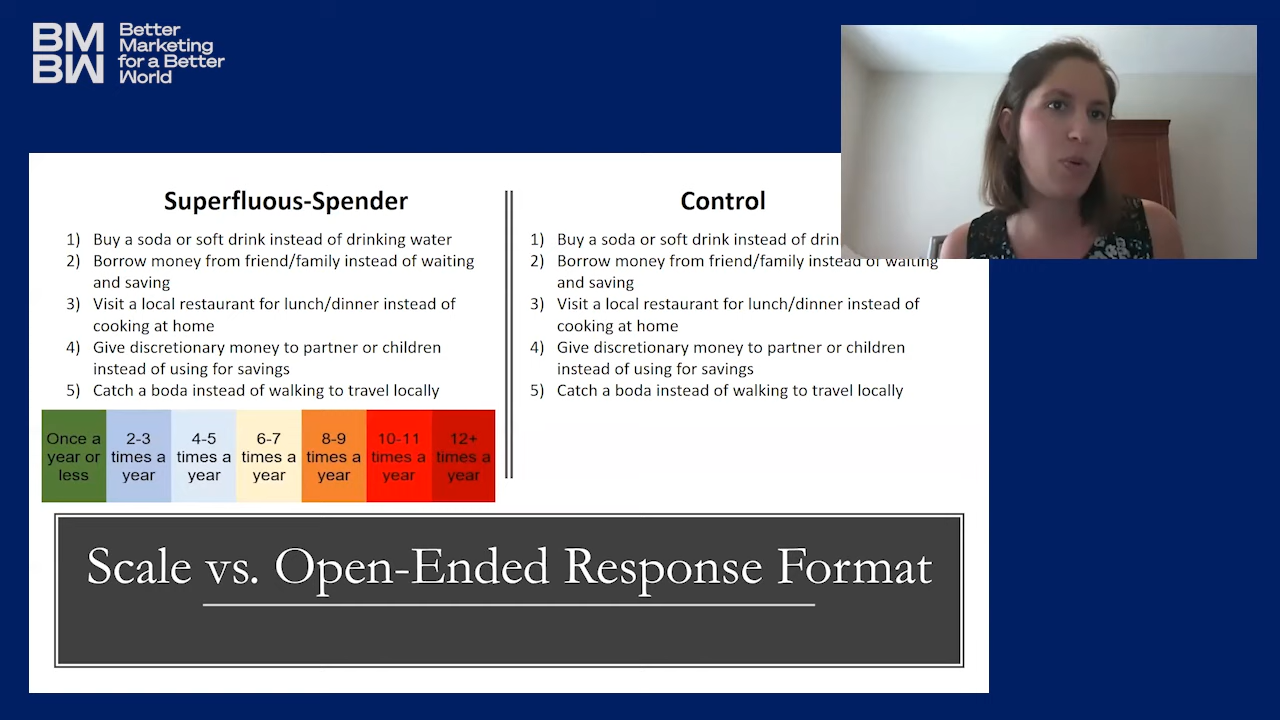 BM
BW
Better
Marketing
for a Better
World
Superfluous-Spender
1) Buy a soda or soft drink instead of drinking water
2) Borrow money from friend/family instead of waiting
and saving
3) Visit a local restaurant for lunch/dinner instead of
cooking at home
4) Give discretionary money to partner or children
instead of using for savings
5) Catch a boda instead of walking to travel locally
Once a
year or
less
2-3
times a
year
4-5
times a
year
6-7
times a
year
8-9
times a
year
10-11
times a
year
12+
times a
year
Control
1) Buy a soda or soft drink instead of
2) Borrow money from friend/family instead of waiting
and saving
3) Visit a local restaurant for lunch/dinner instead of
cooking at home
4) Give discretionary money to partner or children
instead of using for savings
5) Catch a boda instead of walking to travel locally
Scale vs. Open-Ended Response Format